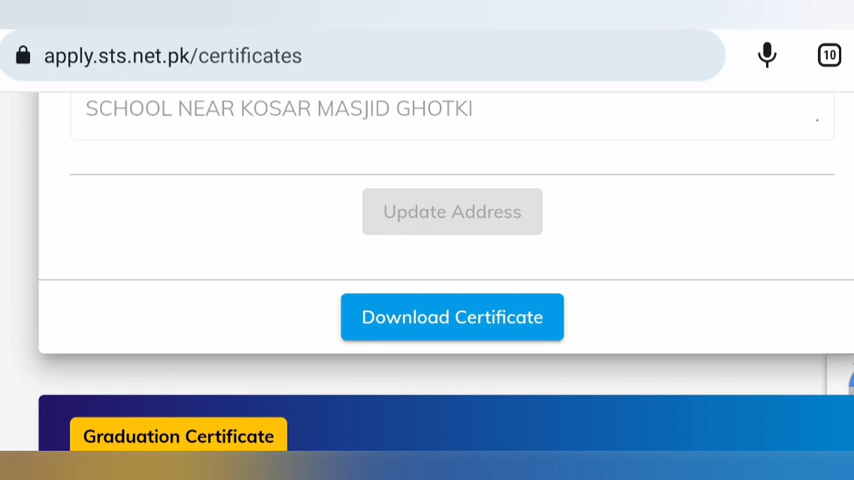 apply.sts.net.pk/certificates
10
SCHOOL NEAR KOSAR MASJID GHOTKI
Update Address
Download Certificate
Graduation Certificate